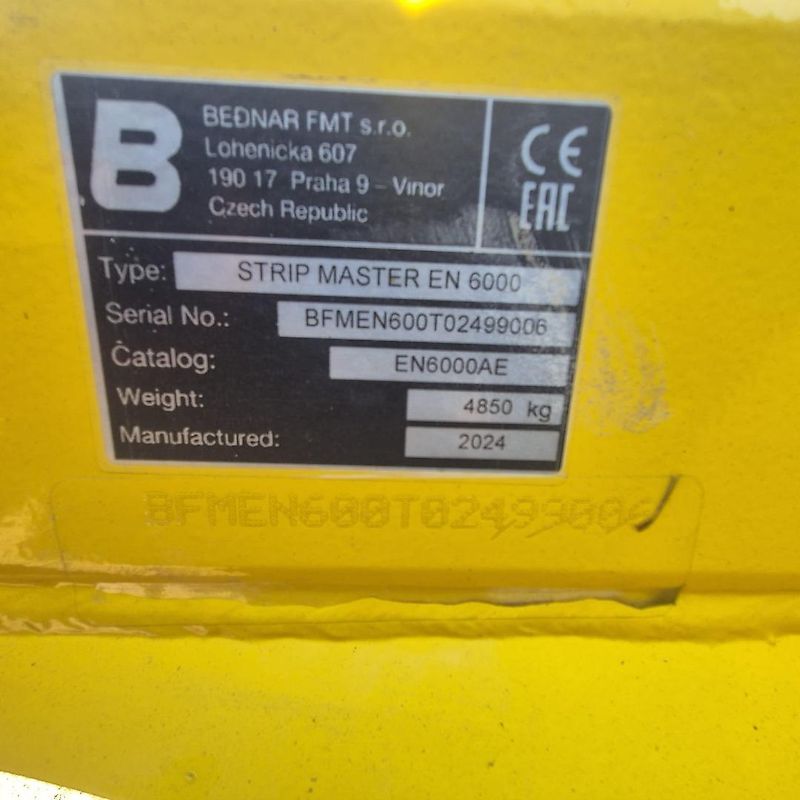 B
BEDNAR FMT s.r.o.
Lohenicka 607
190 17 Praha 9 - Vinor
Czech Republic
CE
EAC
Type: STRIP MASTER EN 6000
Serial No.: BFMEN600T02499006
Catalog: EN6000AE
Weight: 4850 kg
Manufactured: 2024
BFMEN600T02499006